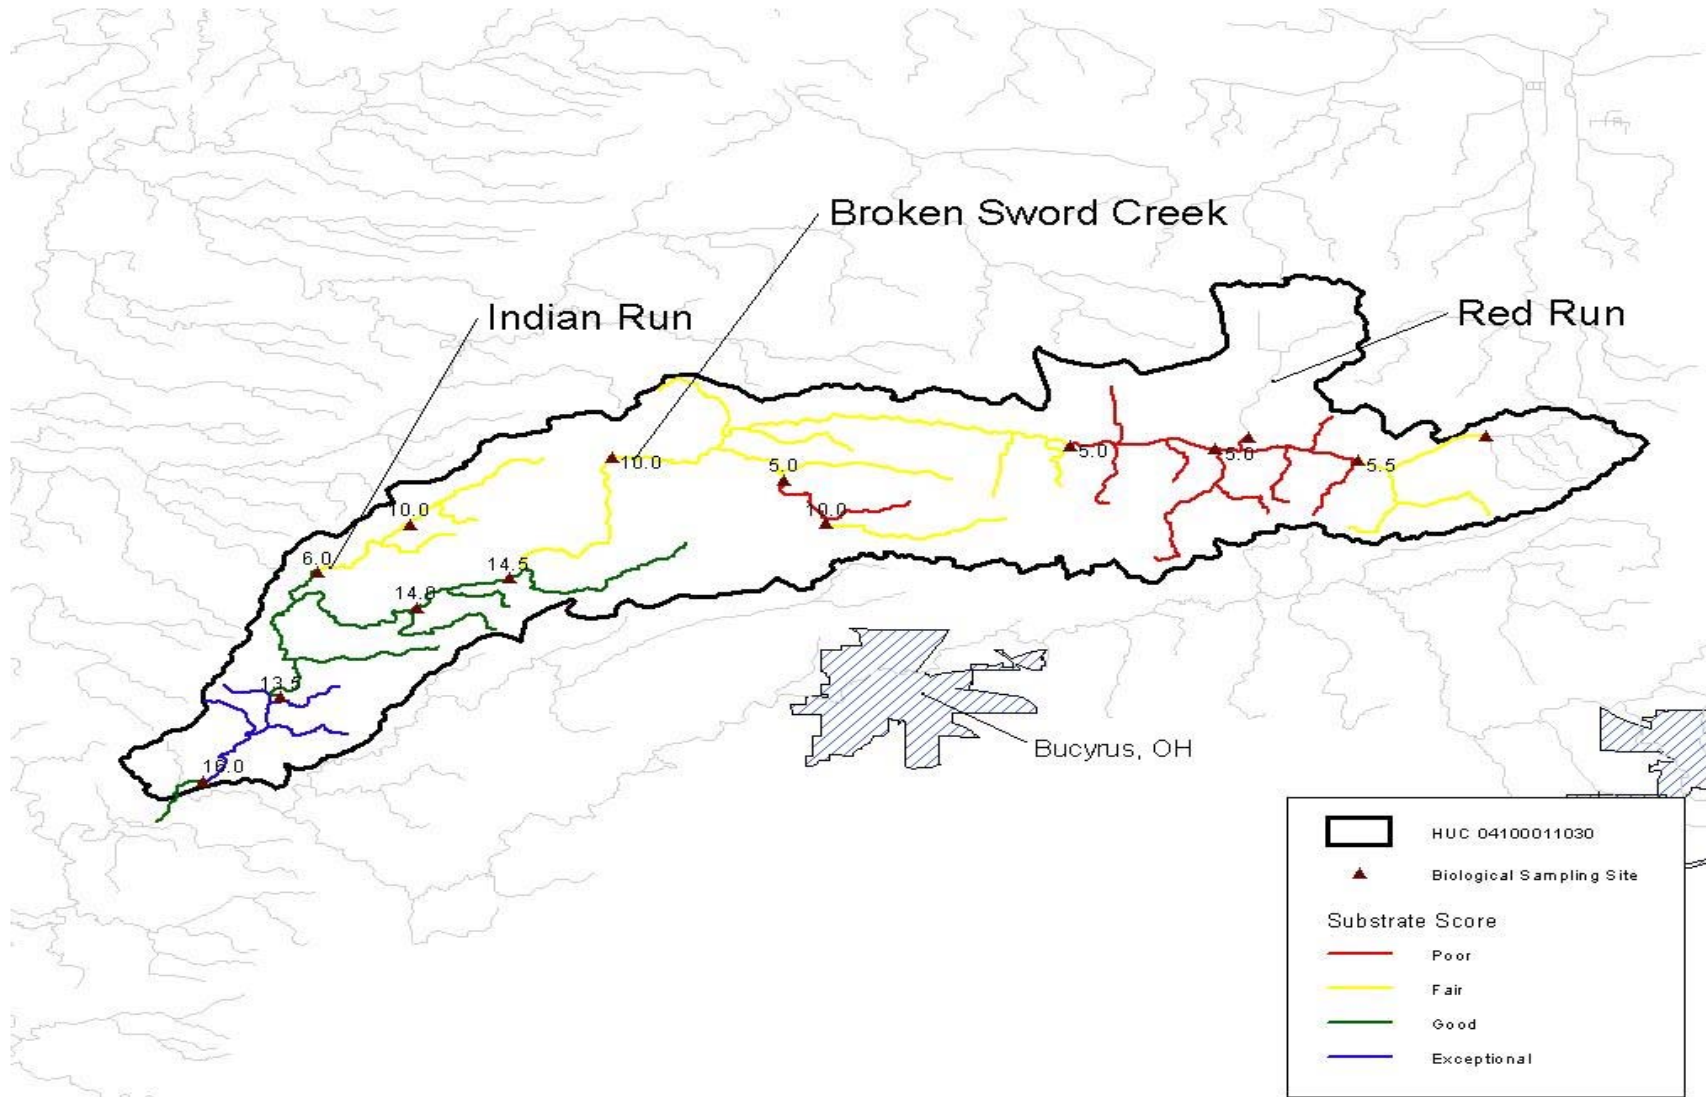 Broken Sword Creek
Indian Run
Red Run
10.0
5.0
5.0
5.0
5.5
10.0
10.0
6.0
14.5
14.0
13.5
16.0
Bucyrus, OH
HUC 04100011030
Biological Sampling Site
Substrate Score
Poor
Fair
Good
Exceptional